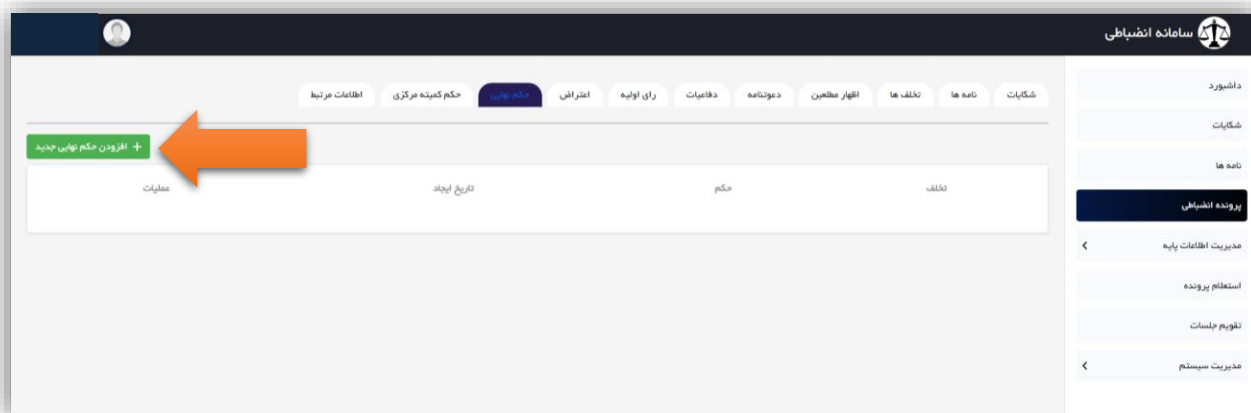 سامانه انضباطی
داشبورد
شکایات
نامه ها
پرونده انضباطی
مدیریت اطلاعات پایه
استعلام پرونده
تقویم جلسات
مدیریت سیستم
شکایات نامه ها تخلف ها اظهار مطلعین دعوتنامه دفاعیات رای اولیه اعتراض حکم نهایی حکم کمیته مرکزی اطلاعات مرتبط
+ افزودن حکم نهایی جدید
تخلف حکم تاریخ ایجاد عملیات